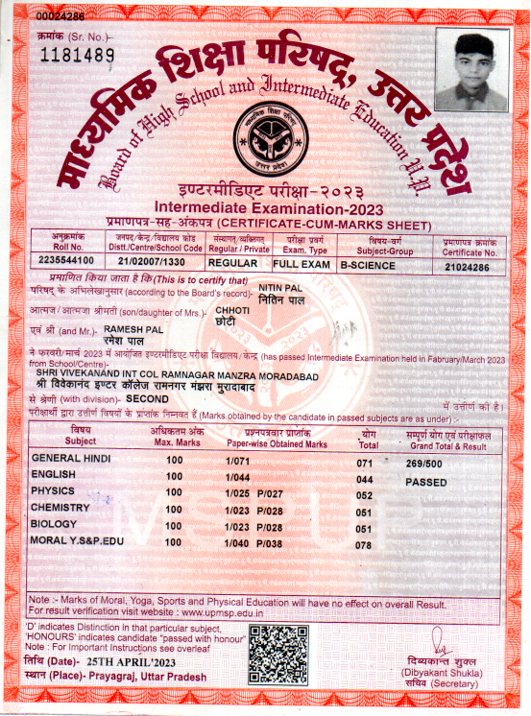 00024286
क्रमांक (Sr. No.)-
1181489
माध्यमिक शिक्षा परिषद, उत्तर प्रदेश
Board of High School and Intermediate Education U.P.
माध्यमिक शिक्षा परिषद
उत्तर प्रदेश
इण्टरमीडिएट परीक्षा-२०२३
Intermediate Examination-2023
प्रमाणपत्र-सह-अंकपत्र (CERTIFICATE-CUM-MARKS SHEET)
अनुक्रमांक जनपद/केन्द्र/विद्यालय कोड संस्थागत/व्यक्तिगत परीक्षा प्रवर्ग विषय-वर्ग प्रमाणपत्र क्रमांक
Roll No. Distt./Centre/School Code Regular / Private Exam. Type Subject-Group Certificate No.
2235544100 21/02007/1330 REGULAR FULL EXAM B-SCIENCE 21024286
प्रमाणित किया जाता है कि (This is to certify that)
परिषद के अभिलेखानुसार (according to the Board's record)- NITIN PAL
नितिन पाल
आत्मज / आत्मजा श्रीमती (son/daughter of Mrs.)- CHHOTI
छोटी
एवं श्री (and Mr.)- RAMESH PAL
रमेश पाल
ने फरवरी/मार्च 2023 में आयोजित इण्टरमीडिएट परीक्षा विद्यालय/केन्द्र (has passed Intermediate Examination held in Fabruary/March 2023
from School/Centre)-
SHRI VIVEKANAND INT COL RAMNAGAR MANZRA MORADABAD
श्री विवेकानंद इण्टर कॉलेज रामनगर मंझरा मुरादाबाद
से श्रेणी (with division)- SECOND में उत्तीर्ण की है।
परीक्षार्थी द्वारा उत्तीर्ण विषयों के प्राप्तांक निम्नवत हैं (Marks obtained by the candidate in passed subjects are as under) :-
विषय अधिकतम अंक प्रश्नपत्रवार प्राप्तांक योग सम्पूर्ण योग एवं परीक्षाफल
Subject Max. Marks Paper-wise Obtained Marks Total Grand Total & Result
GENERAL HINDI 100 1/071 071 269/500
ENGLISH 100 1/044 044 PASSED
PHYSICS 100 1/025 P/027 052
CHEMISTRY 100 1/023 P/028 051
BIOLOGY 100 1/023 P/028 051
MORAL Y.S&P.EDU 100 1/040 P/038 078
Note :- Marks of Moral, Yoga, Sports and Physical Education will have no effect on overall Result.
For result verification visit website : www.upmsp.edu.in
'D' indicates Distinction in that particular subject,
'HONOURS' indicates candidate "passed with honour"
Note : For Important Instructions see overleaf
तिथि (Date)- 25TH APRIL'2023
स्थान (Place)- Prayagraj, Uttar Pradesh
दिब्यकान्त शुक्ल
(Dibyakant Shukla)
सचिव (Secretary)